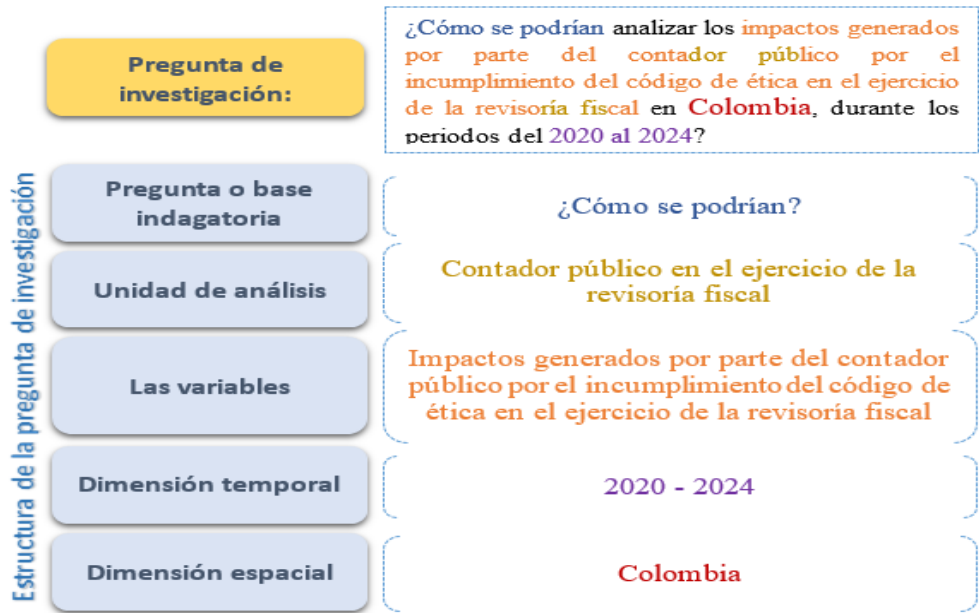 Pregunta de
investigación:
¿Cómo se podrían analizar los impactos generados
por parte del contador público por el
incumplimiento del código de ética en el ejercicio
de la revisoría fiscal en Colombia, durante los
periodos del 2020 al 2024?
Estructura de la pregunta de investigación
Pregunta o base
indagatoria
¿Cómo se podrían?
Unidad de análisis
Contador público en el ejercicio de la
revisoría fiscal
Las variables
Impactos generados por parte del contador
público por el incumplimiento del código de
ética en el ejercicio de la revisoría fiscal
Dimensión temporal
2020 - 2024
Dimensión espacial
Colombia